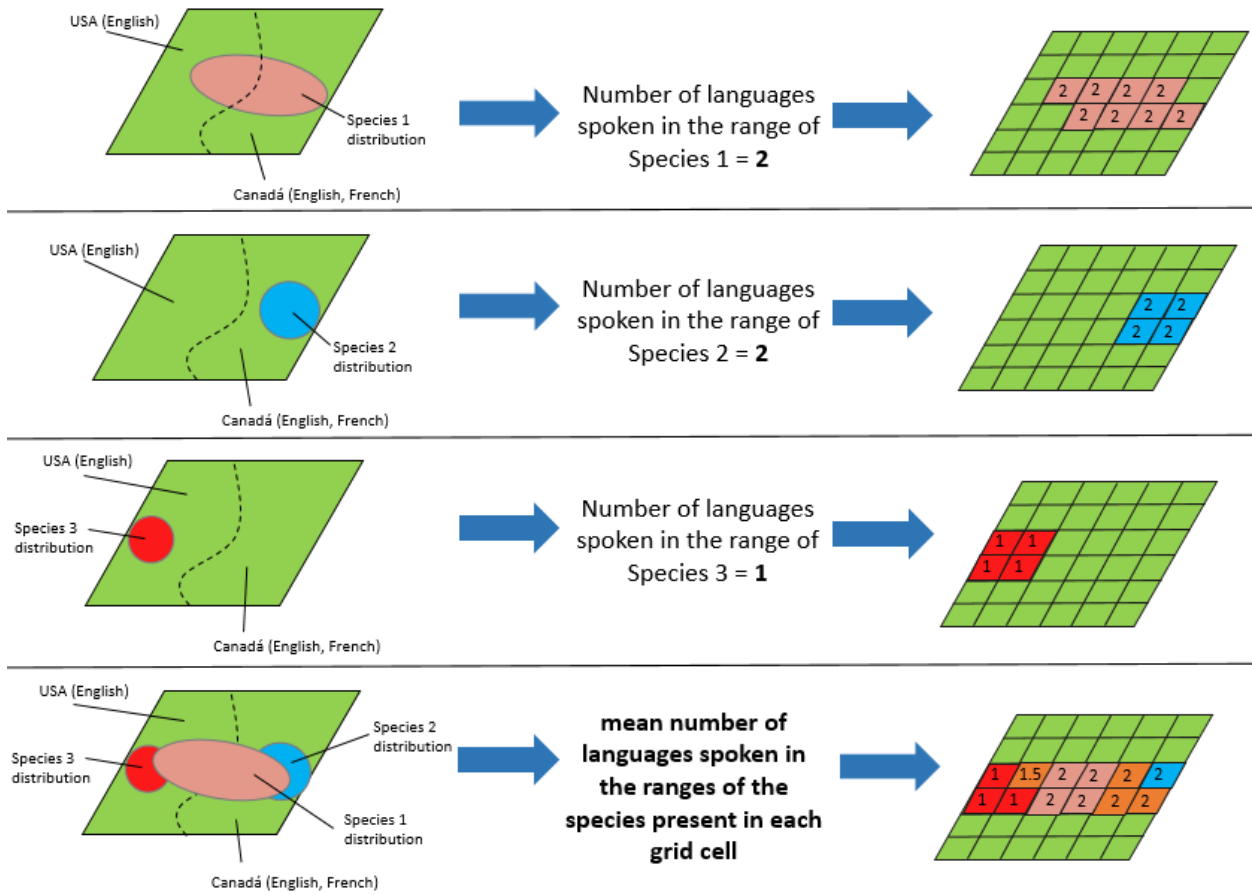 USA (English)
Species 1
distribution
Canadá (English, French)
Number of languages
spoken in the range of
Species 1 = 2
2 2 2 2
2 2 2 2
USA (English)
Species 2
distribution
Canadá (English, French)
Number of languages
spoken in the range of
Species 2 = 2
2 2
2 2
USA (English)
Species 3
distribution
Canadá (English, French)
Number of languages
spoken in the range of
Species 3 = 1
1 1
1 1
USA (English)
Species 3
distribution
Species 2
distribution
Species 1
distribution
Canadá (English, French)
mean number of
languages spoken in
the ranges of the
species present in each
grid cell
1 1.5 2 2 2 2
1 1 2 2 2 2